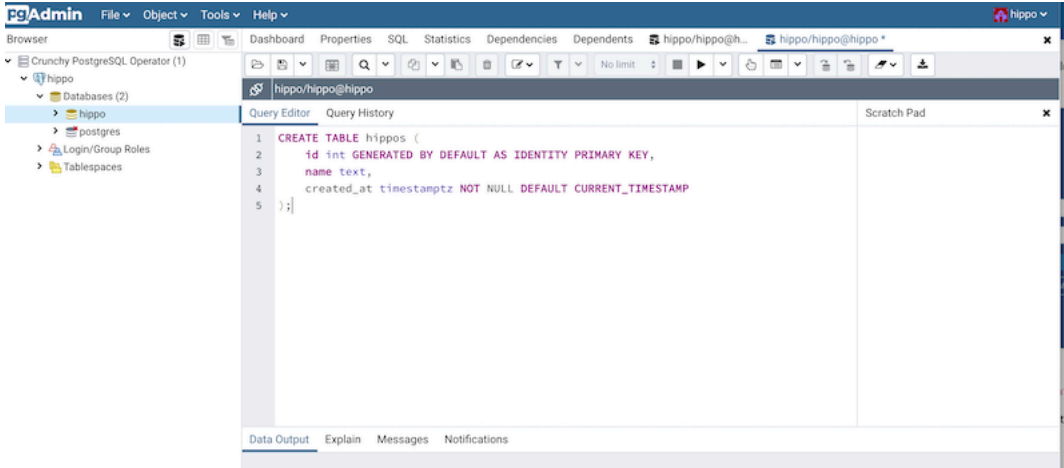 pgAdmin File Object Tools Help hippo
Browser Dashboard Properties SQL Statistics Dependencies Dependents hippo/hippo@h... hippo/hippo@hippo *
Crunchy PostgreSQL Operator (1)
hippo
Databases (2)
hippo
postgres
Login/Group Roles
Tablespaces
No limit
hippo/hippo@hippo
Query Editor Query History Scratch Pad
1 CREATE TABLE hippos (
2 id int GENERATED BY DEFAULT AS IDENTITY PRIMARY KEY,
3 name text,
4 created_at timestamptz NOT NULL DEFAULT CURRENT_TIMESTAMP
5 );
Data Output Explain Messages Notifications